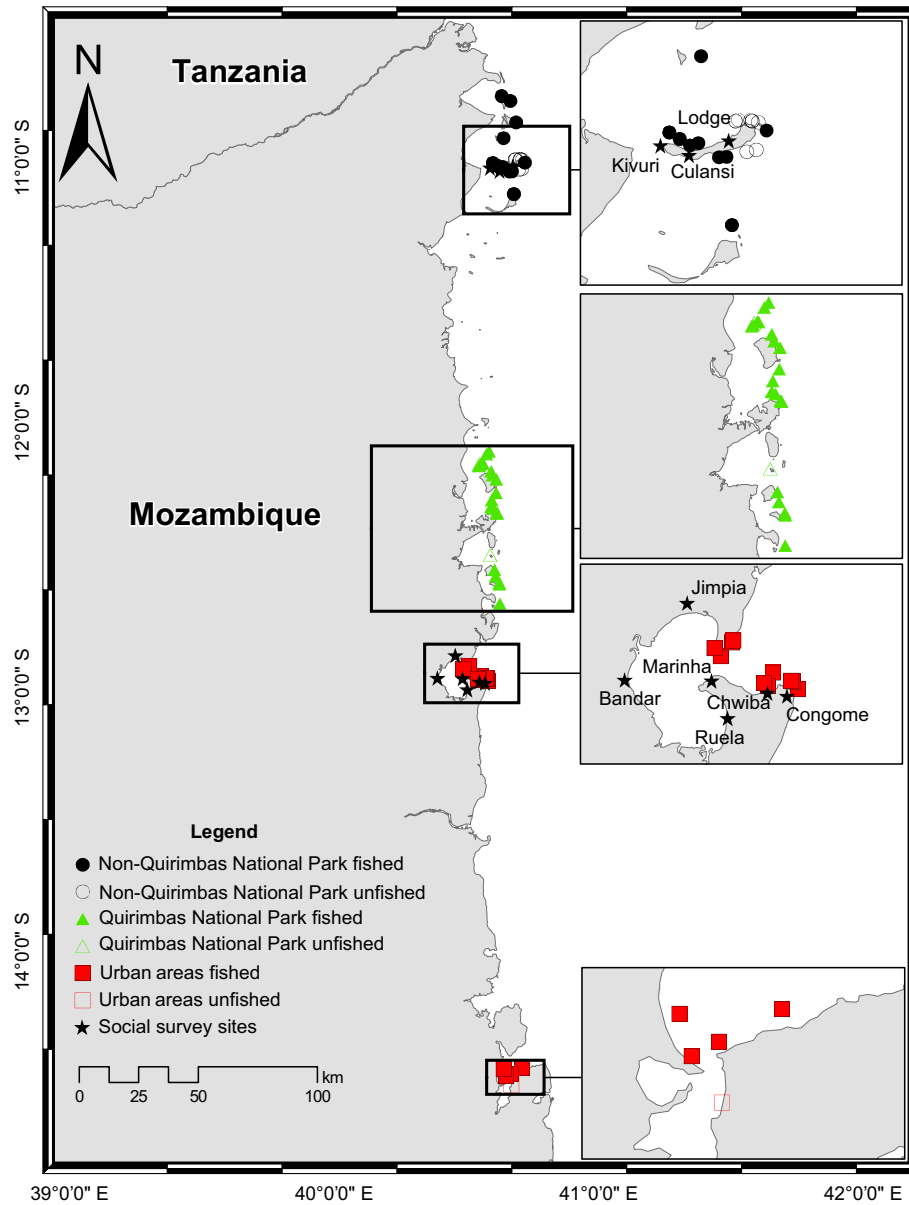 N
Tanzania
Mozambique
Lodge
Kivuri
Culansi
Jimpia
Marinha
Bandar
Chwiba
Congome
Ruela
11°0'0" S
12°0'0" S
13°0'0" S
14°0'0" S
Legend
Non-Quirimbas National Park fished
Non-Quirimbas National Park unfished
Quirimbas National Park fished
Quirimbas National Park unfished
Urban areas fished
Urban areas unfished
Social survey sites
km
0 25 50 100
39°0'0" E 40°0'0" E 41°0'0" E 42°0'0" E